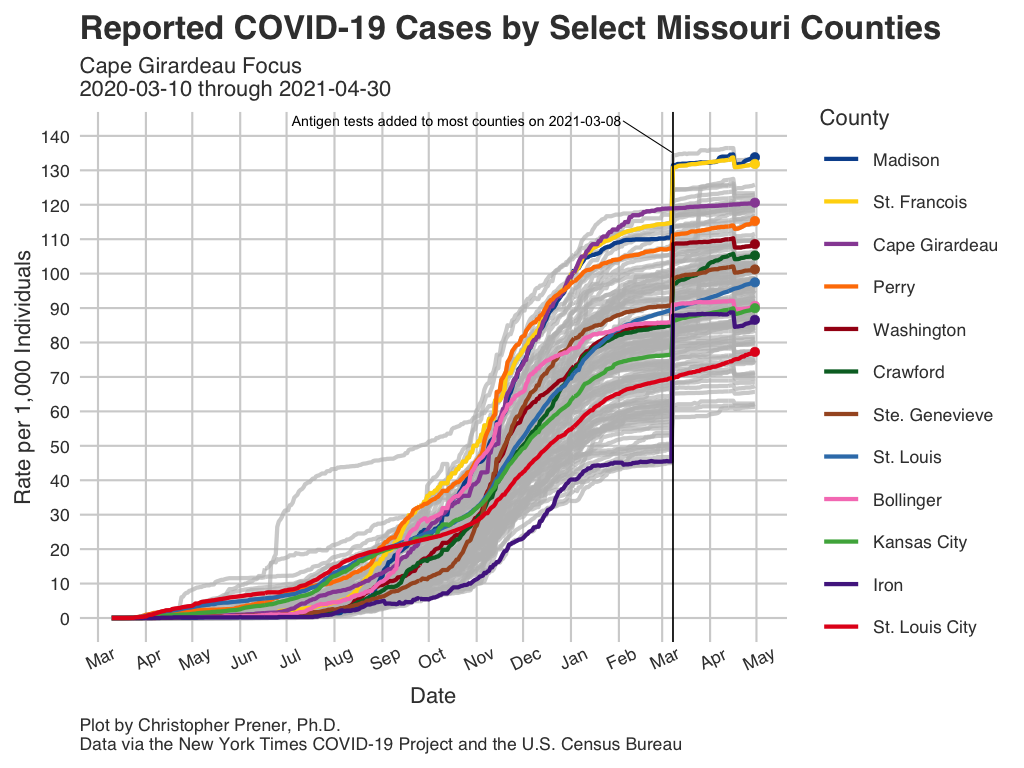 Reported COVID-19 Cases by Select Missouri Counties
Cape Girardeau Focus
2020-03-10 through 2021-04-30
Antigen tests added to most counties on 2021-03-08
Rate per 1,000 Individuals
140
130
120
110
100
90
80
70
60
50
40
30
20
10
0
Mar Apr May Jun Jul Aug Sep Oct Nov Dec Jan Feb Mar Apr May
Date
County
Madison
St. Francois
Cape Girardeau
Perry
Washington
Crawford
Ste. Genevieve
St. Louis
Bollinger
Kansas City
Iron
St. Louis City
Plot by Christopher Prener, Ph.D.
Data via the New York Times COVID-19 Project and the U.S. Census Bureau